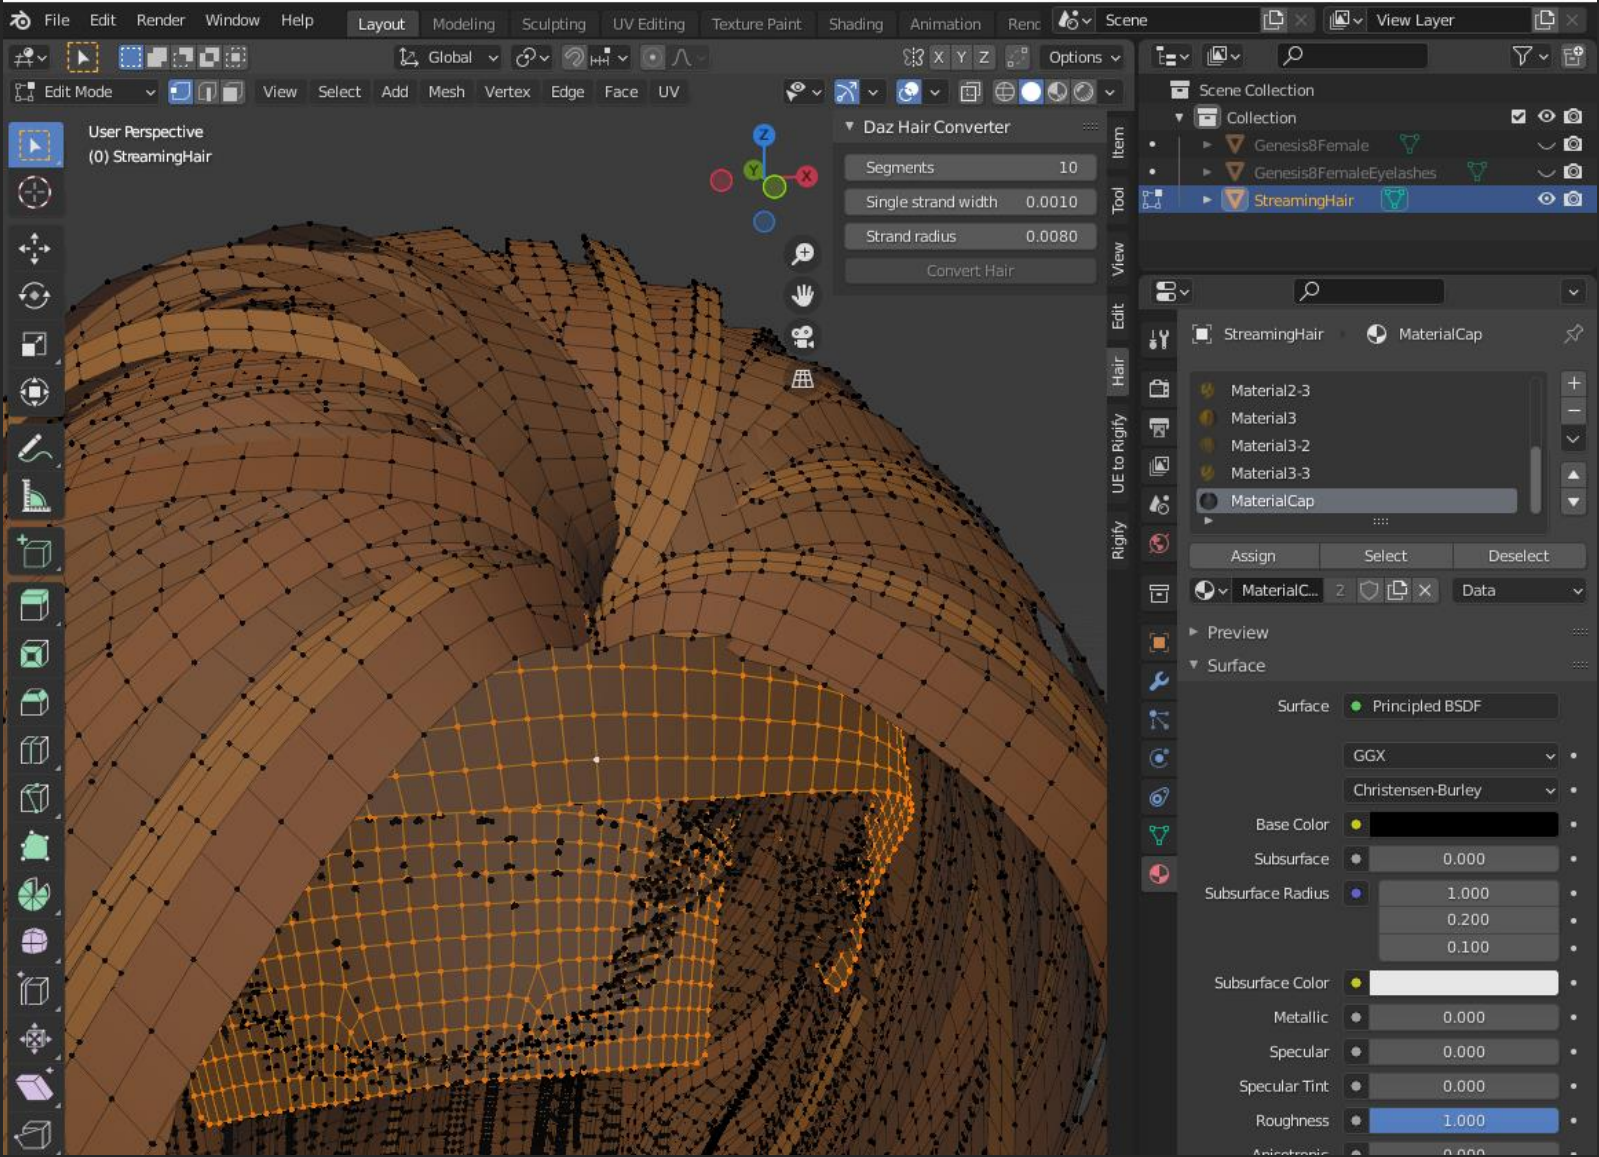 File Edit Render Window Help Layout Modeling Sculpting UV Editing Texture Paint Shading Animation Scene View Layer
Global X Y Z Options
Edit Mode View Select Add Mesh Vertex Edge Face UV
User Perspective
(0) StreamingHair
Z
Y
X
Daz Hair Converter
Segments 10
Single strand width 0.0010
Strand radius 0.0080
Convert Hair
Item
Tool
View
Edit
Hair
UE to Rigify
Rigify
Scene Collection
Collection
Genesis8Female
Genesis8FemaleEyelashes
StreamingHair
StreamingHair MaterialCap
Material2-3
Material3
Material3-2
Material3-3
MaterialCap
Assign Select Deselect
MaterialC... 2 Data
Preview
Surface
Surface Principled BSDF
GGX
Christensen-Burley
Base Color
Subsurface 0.000
Subsurface Radius 1.000
0.200
0.100
Subsurface Color
Metallic 0.000
Specular 0.000
Specular Tint 0.000
Roughness 1.000